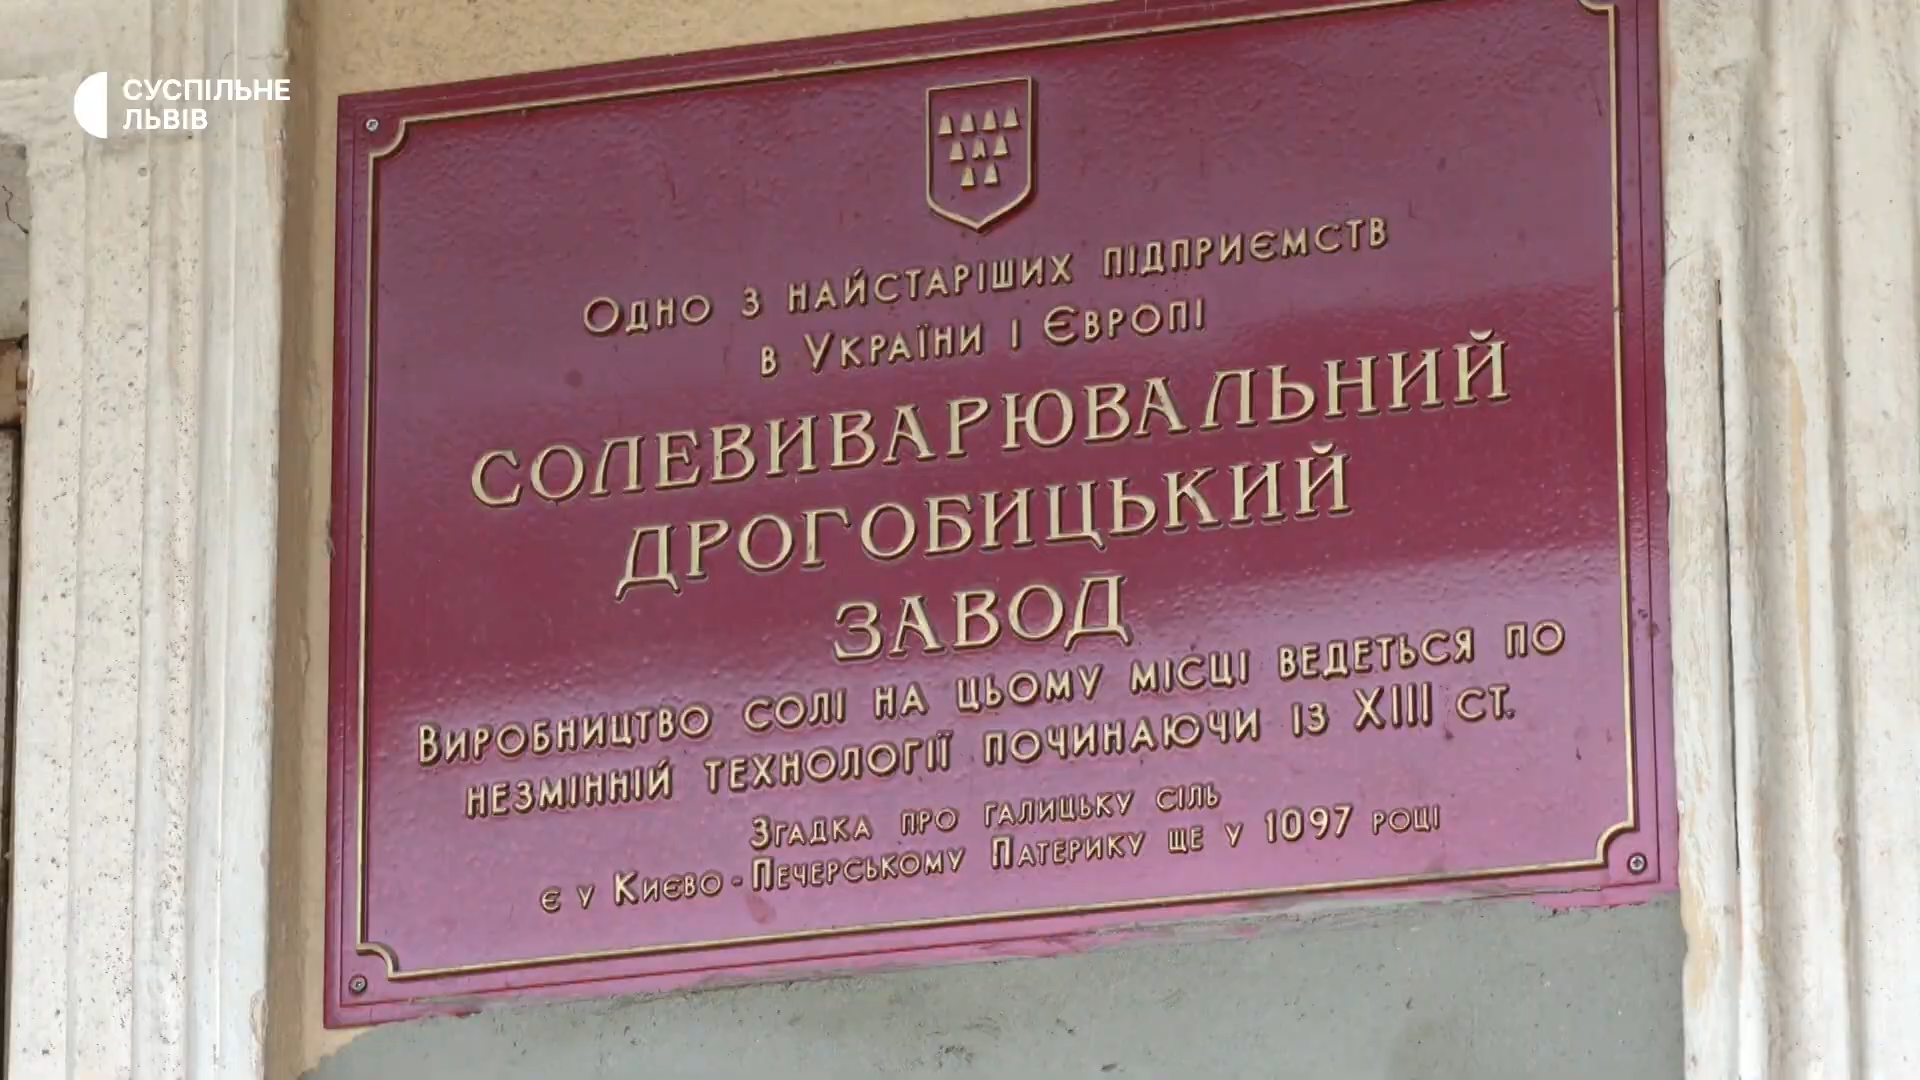 СУСПІЛЬНЕ
ЛЬВІВ
Одно з найстаріших підприємств
в Україні і Європі
СОЛЕВИВАРЮВАЛЬНИЙ
ДРОГОБИЦЬКИЙ
ЗАВОД
Виробництво солі на цьому місці ведеться по
незмінній технології починаючи із XIII ст.
Згадка про галицьку сіль
є у Києво-Печерському Патерику ще у 1097 році